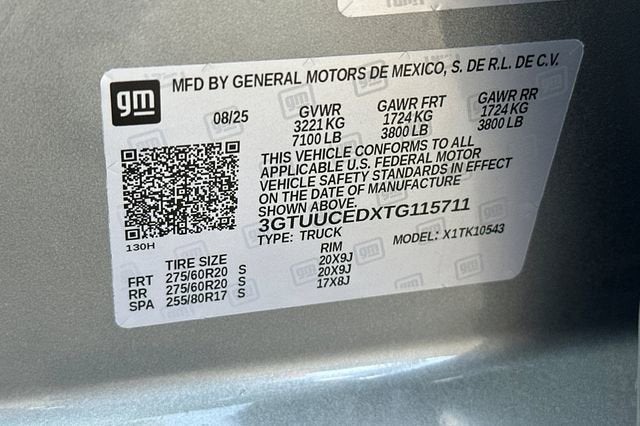 gm
MFD BY GENERAL MOTORS DE MEXICO, S. DE R.L. DE C.V.
08/25 GVWR GAWR FRT GAWR RR
3221 KG 1724 KG 1724 KG
7100 LB 3800 LB 3800 LB
THIS VEHICLE CONFORMS TO ALL
APPLICABLE U.S. FEDERAL MOTOR
VEHICLE SAFETY STANDARDS IN EFFECT
ON THE DATE OF MANUFACTURE
SHOWN ABOVE.
3GTUUCEDXTG115711
TYPE: TRUCK MODEL: X1TK10543
130H
TIRE SIZE RIM
FRT 275/60R20 S 20X9J
RR 275/60R20 S 20X9J
SPA 255/80R17 S 17X8J